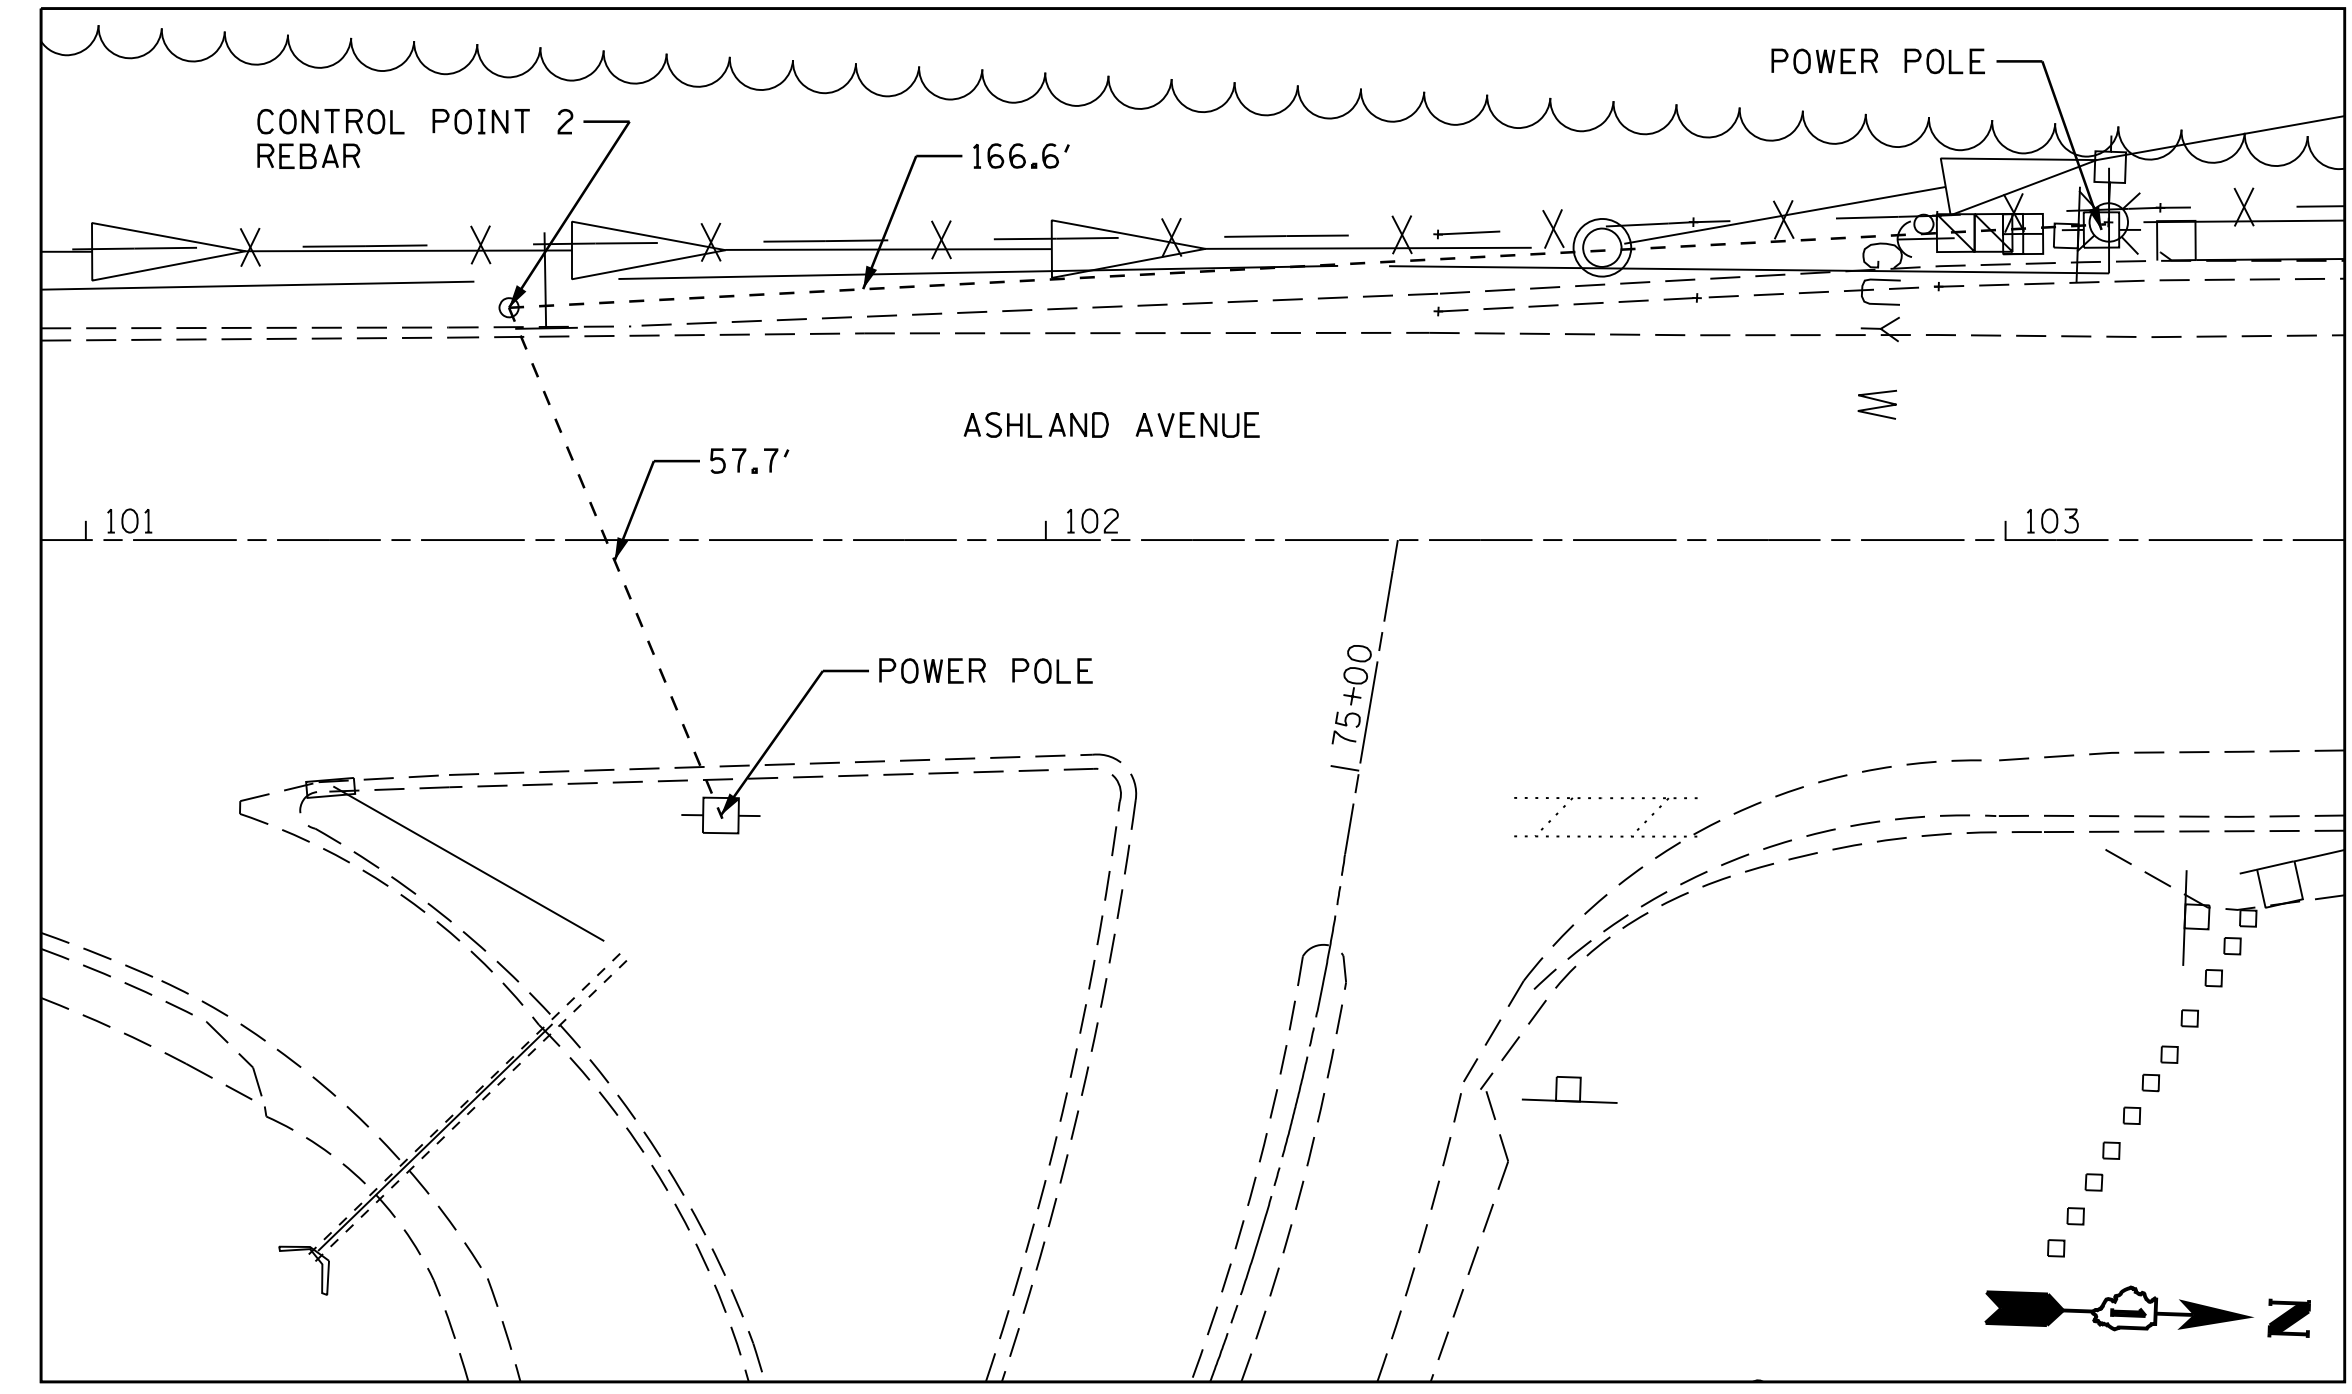 POWER POLE
CONTROL POINT 2
REBAR
166.6'
ASHLAND AVENUE
57.7'
101
102
103
POWER POLE
75+00
N